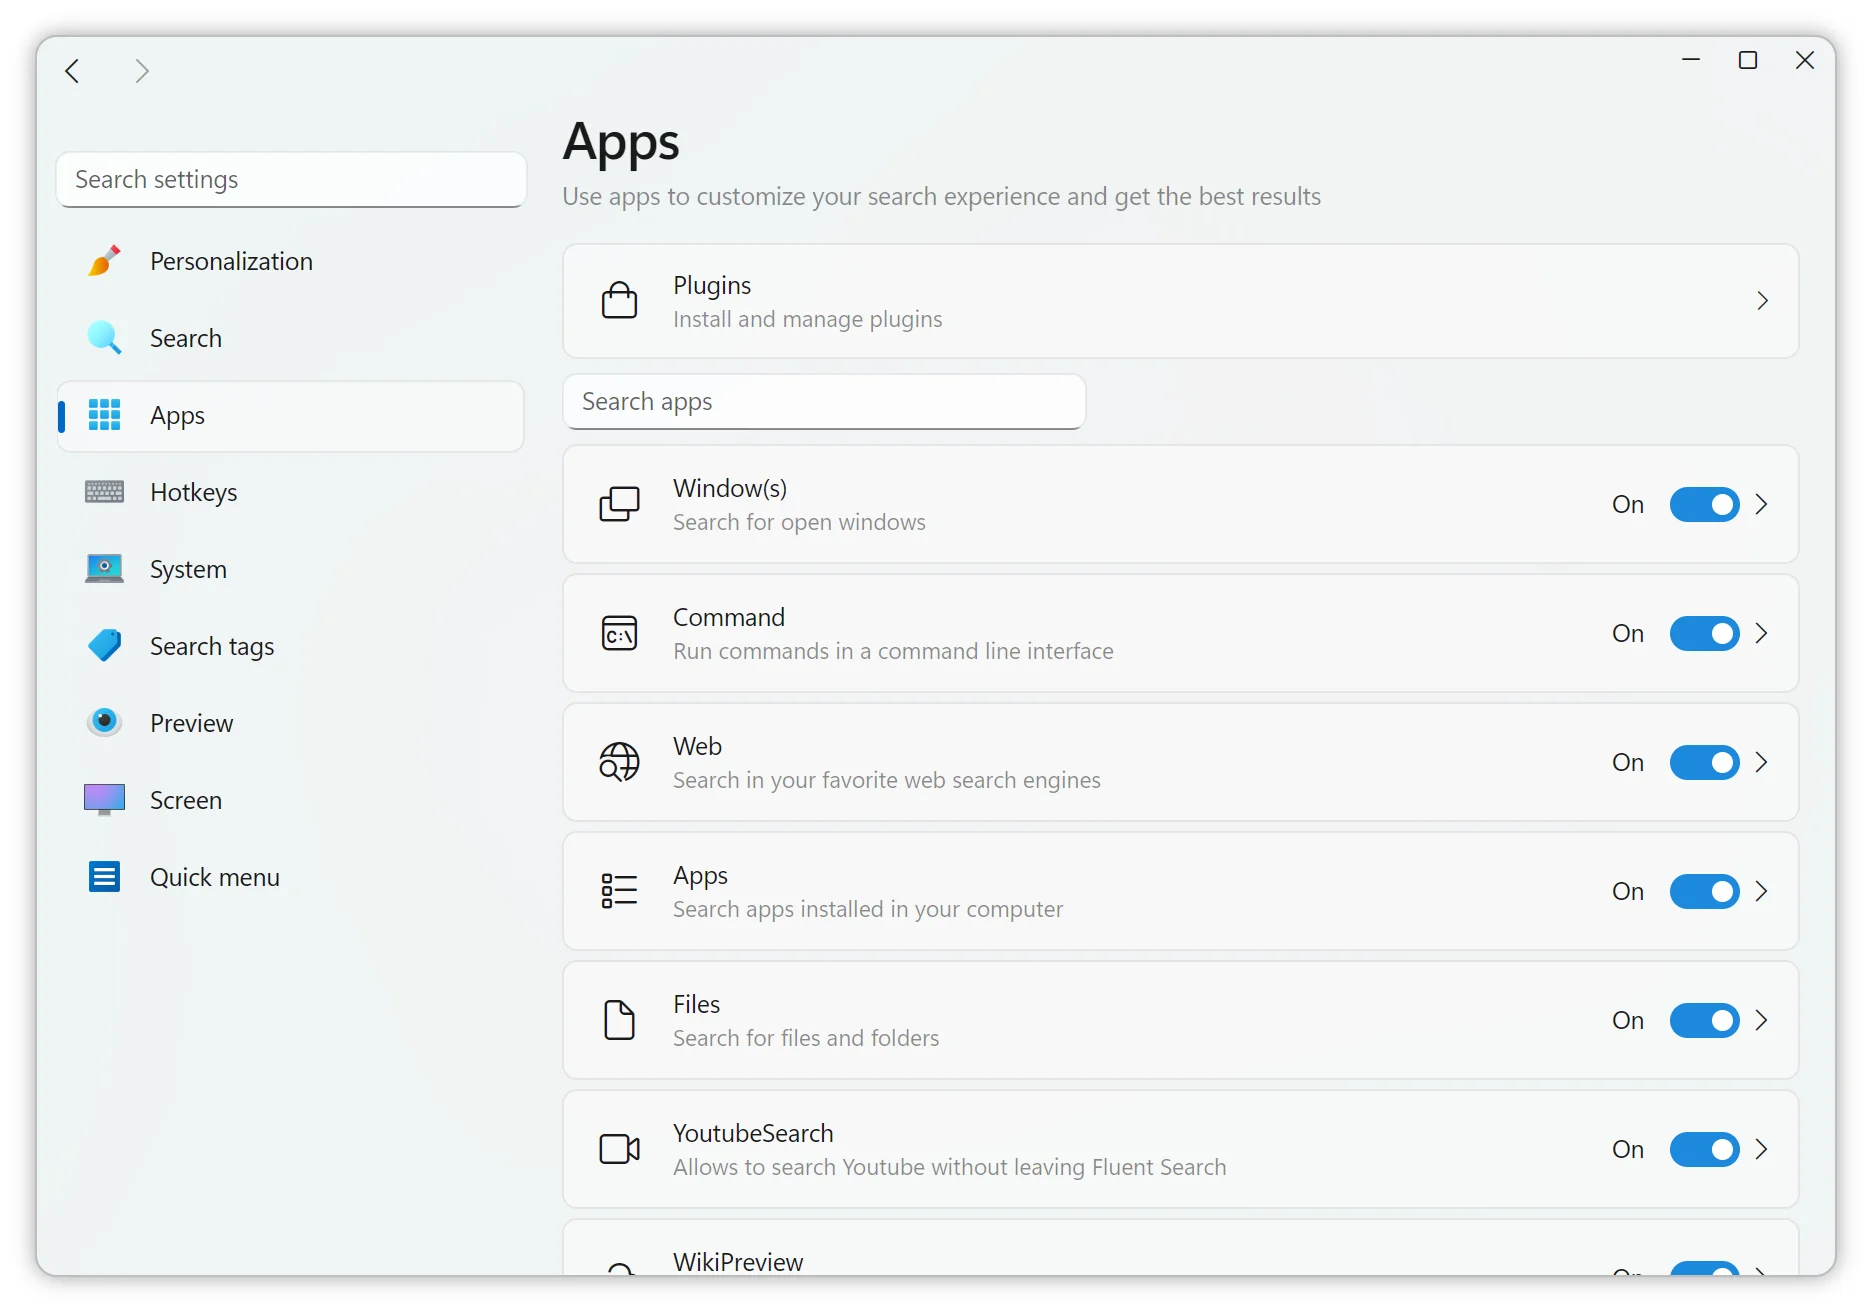 Search settings
Personalization
Search
Apps
Hotkeys
System
Search tags
Preview
Screen
Quick menu
Apps
Use apps to customize your search experience and get the best results
Plugins
Install and manage plugins
Search apps
Window(s)
Search for open windows
On
Command
Run commands in a command line interface
On
C:\
Web
Search in your favorite web search engines
On
Apps
Search apps installed in your computer
On
Files
Search for files and folders
On
YoutubeSearch
Allows to search Youtube without leaving Fluent Search
On
WikiPreview
On